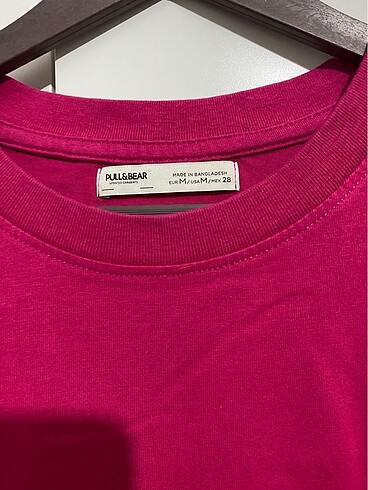 PULL&BEAR
MADE IN BANGLADESH
EUR M / USA M / MEX 28